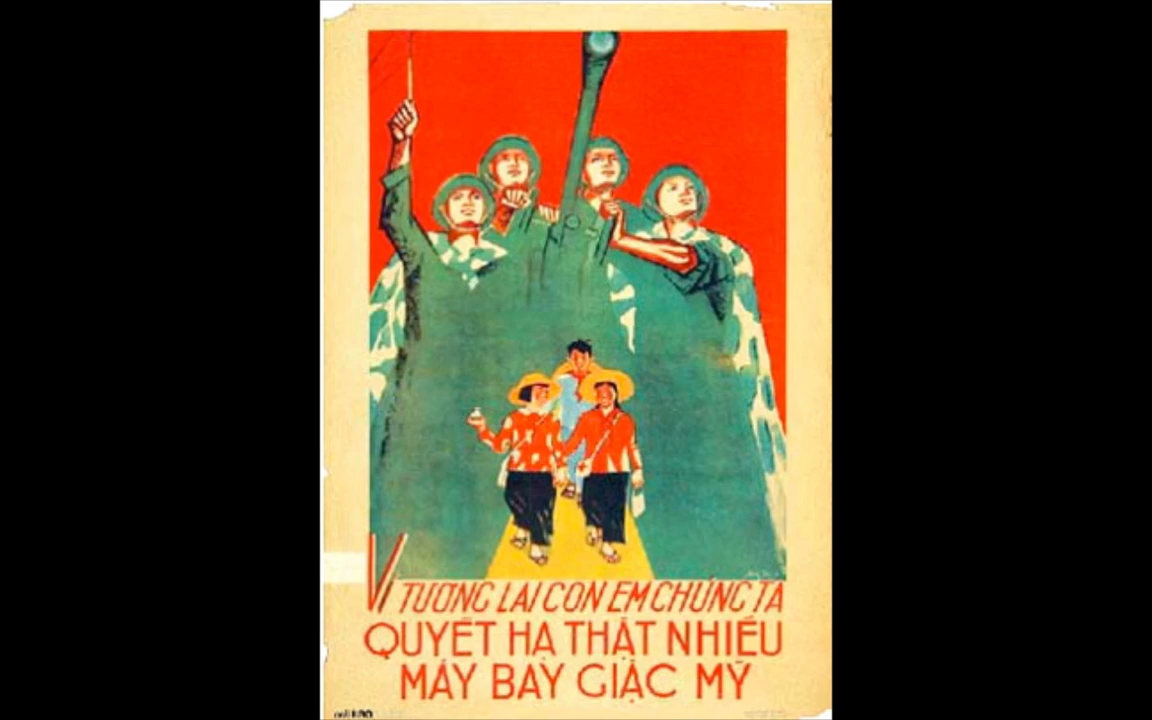 VÌ TƯƠNG LAI CON EM CHÚNG TA
QUYẾT HẠ THẬT NHIỀU
MÁY BAY GIẶC MỸ